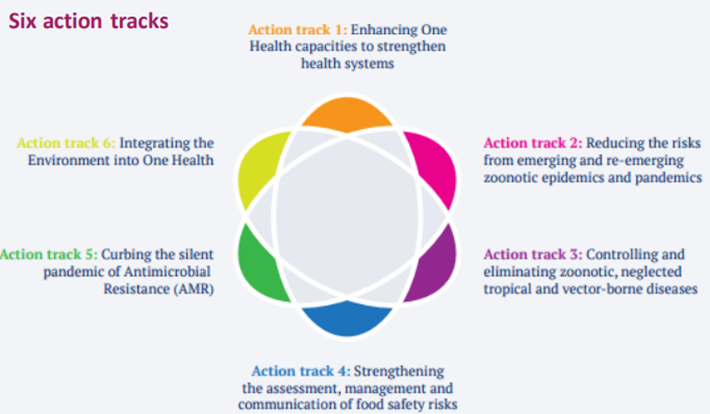 Six action tracks
Action track 1: Enhancing One
Health capacities to strengthen
health systems
Action track 2: Reducing the risks
from emerging and re-emerging
zoonotic epidemics and pandemics
Action track 3: Controlling and
eliminating zoonotic, neglected
tropical and vector-borne diseases
Action track 4: Strengthening
the assessment, management and
communication of food safety risks
Action track 5: Curbing the silent
pandemic of Antimicrobial
Resistance (AMR)
Action track 6: Integrating the
Environment into One Health